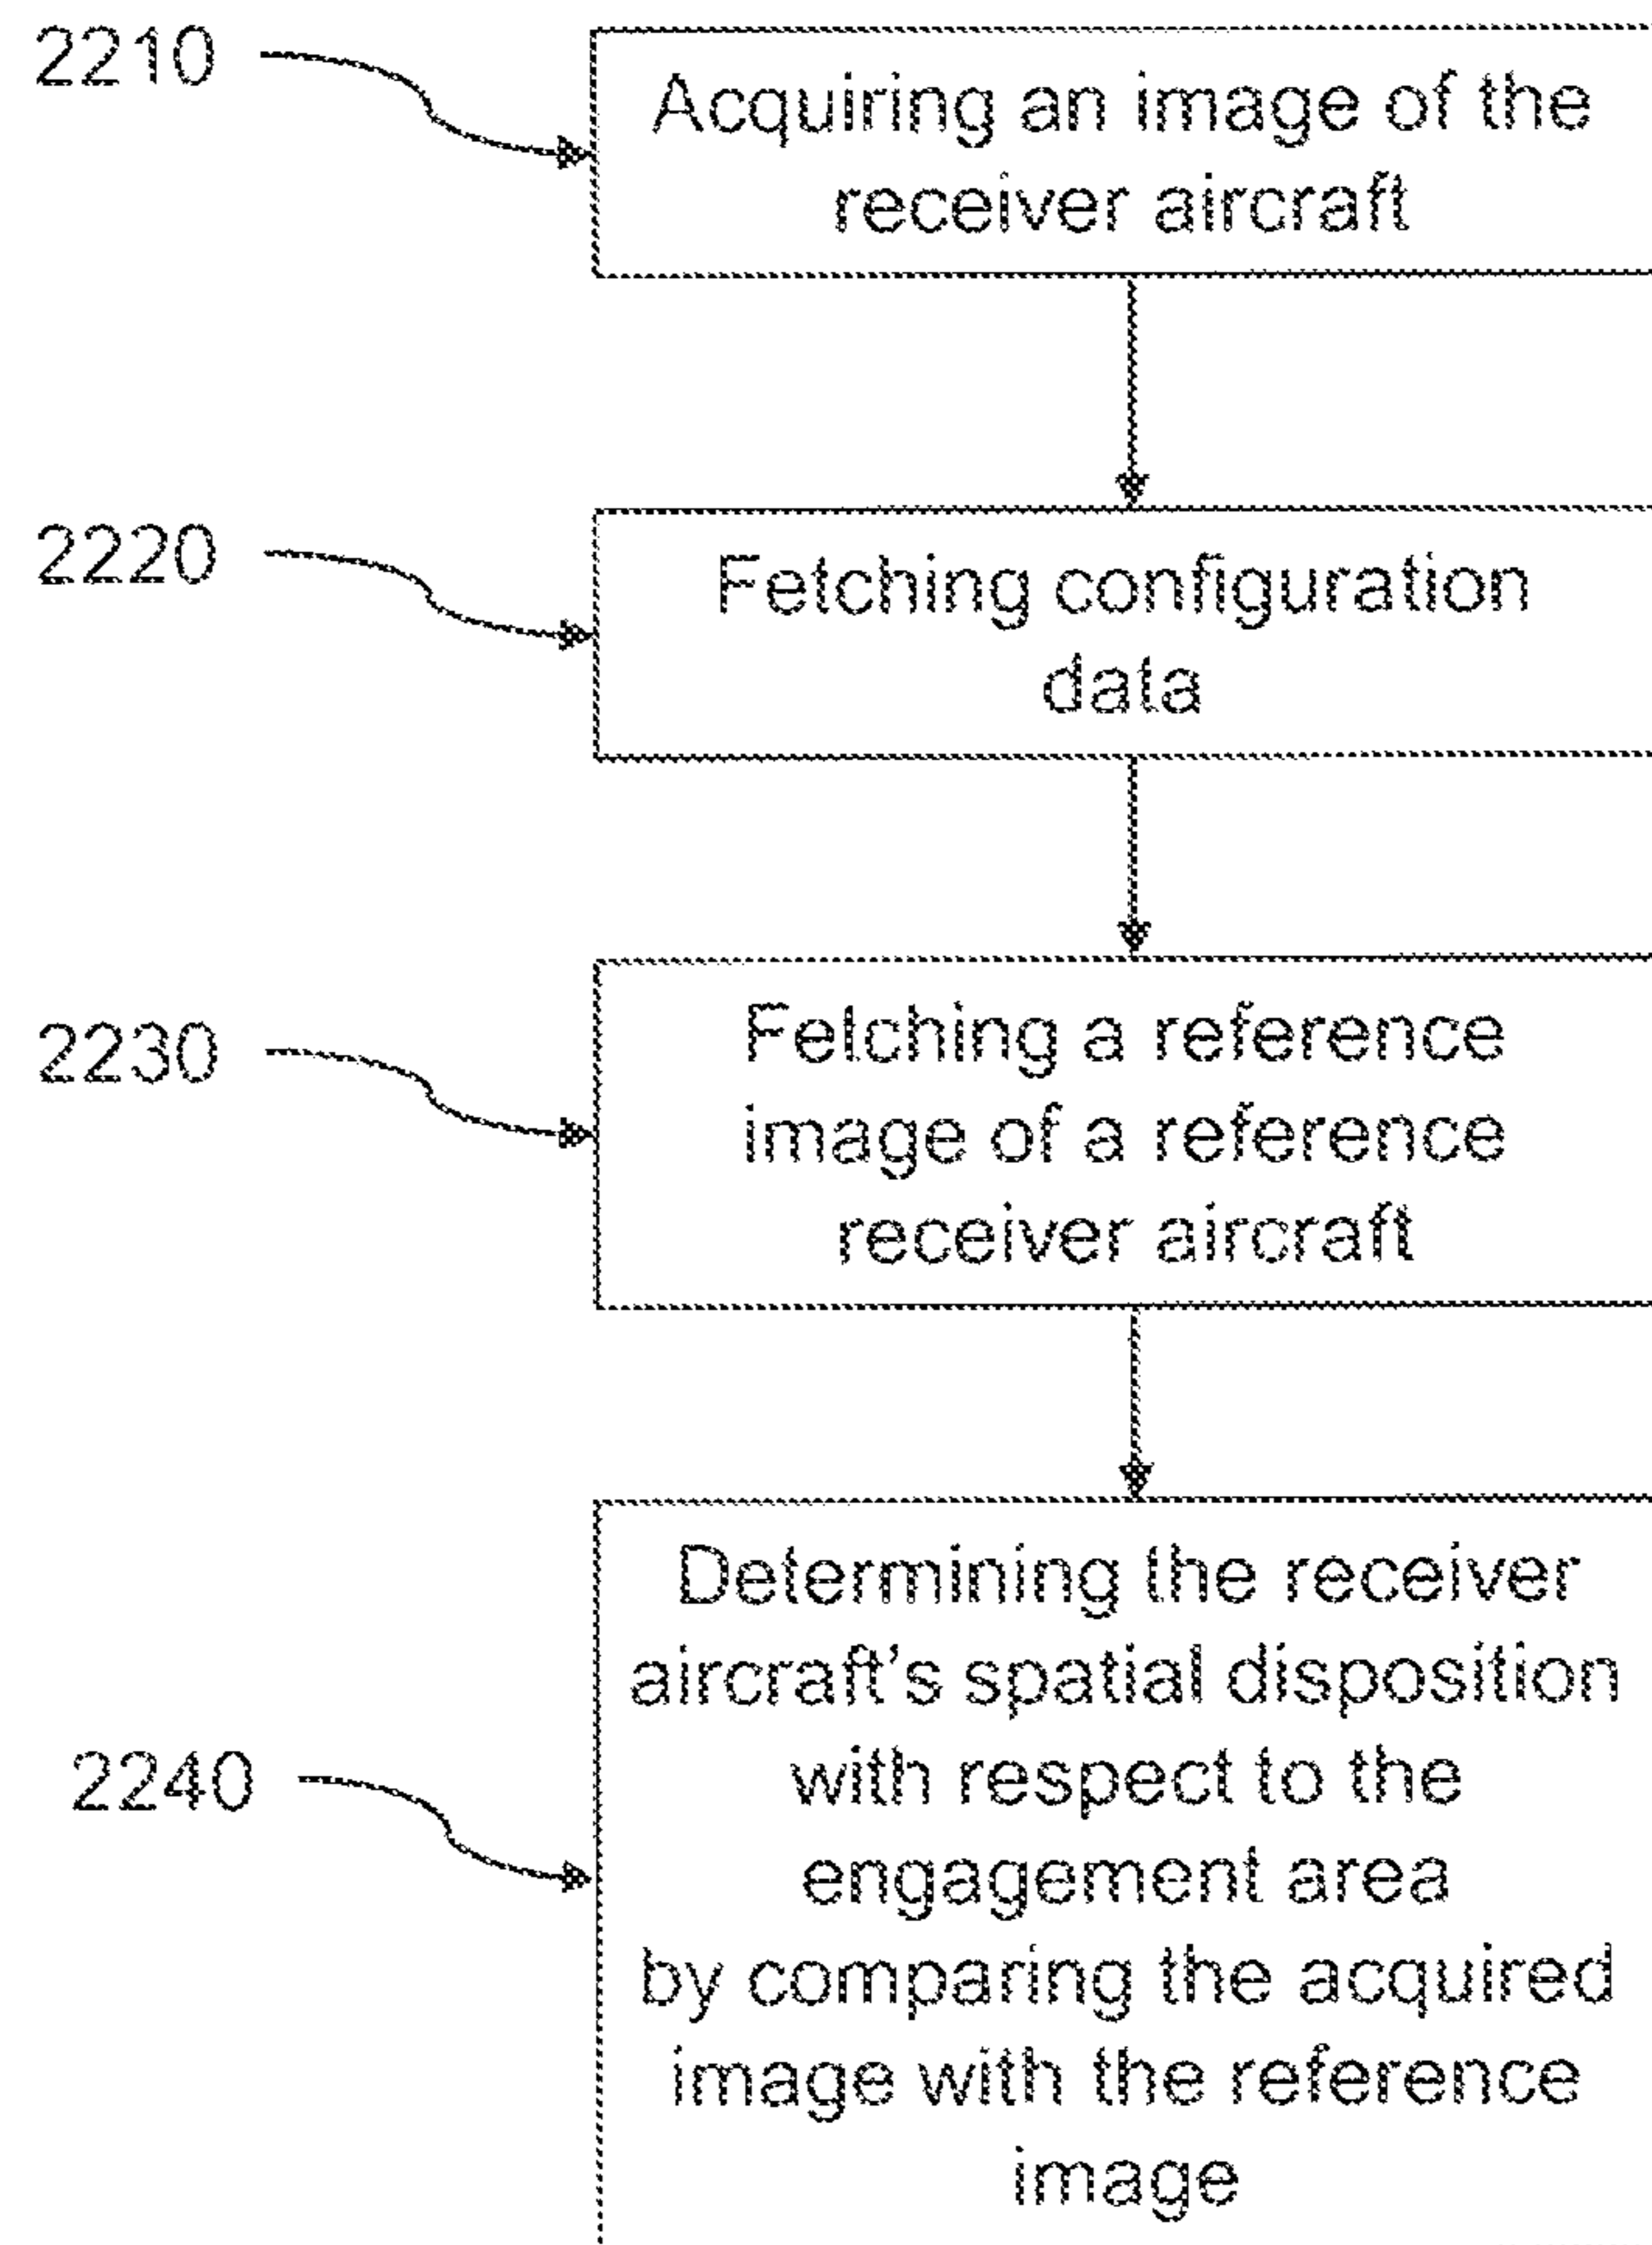 2210
Acquiring an image of the
receiver aircraft
2220
Fetching configuration
data
2230
Fetching a reference
image of a reference
receiver aircraft
2240
Determining the receiver
aircraft's spatial disposition
with respect to the
engagement area
by comparing the acquired
image with the reference
image